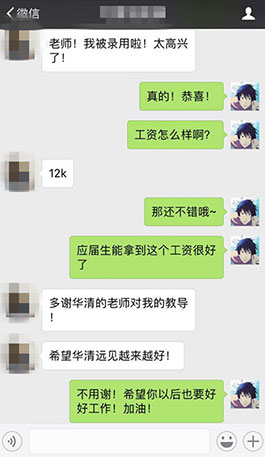 微信
老师！我被录用啦！太高兴
了！
真的！恭喜！
工资怎么样啊？
12k
那还不错哦~
应届生能拿到这个工资很好
了
多谢华清的老师对我的教导
！
希望华清远见越来越好！
不用谢！希望你以后也要好
好工作！加油！